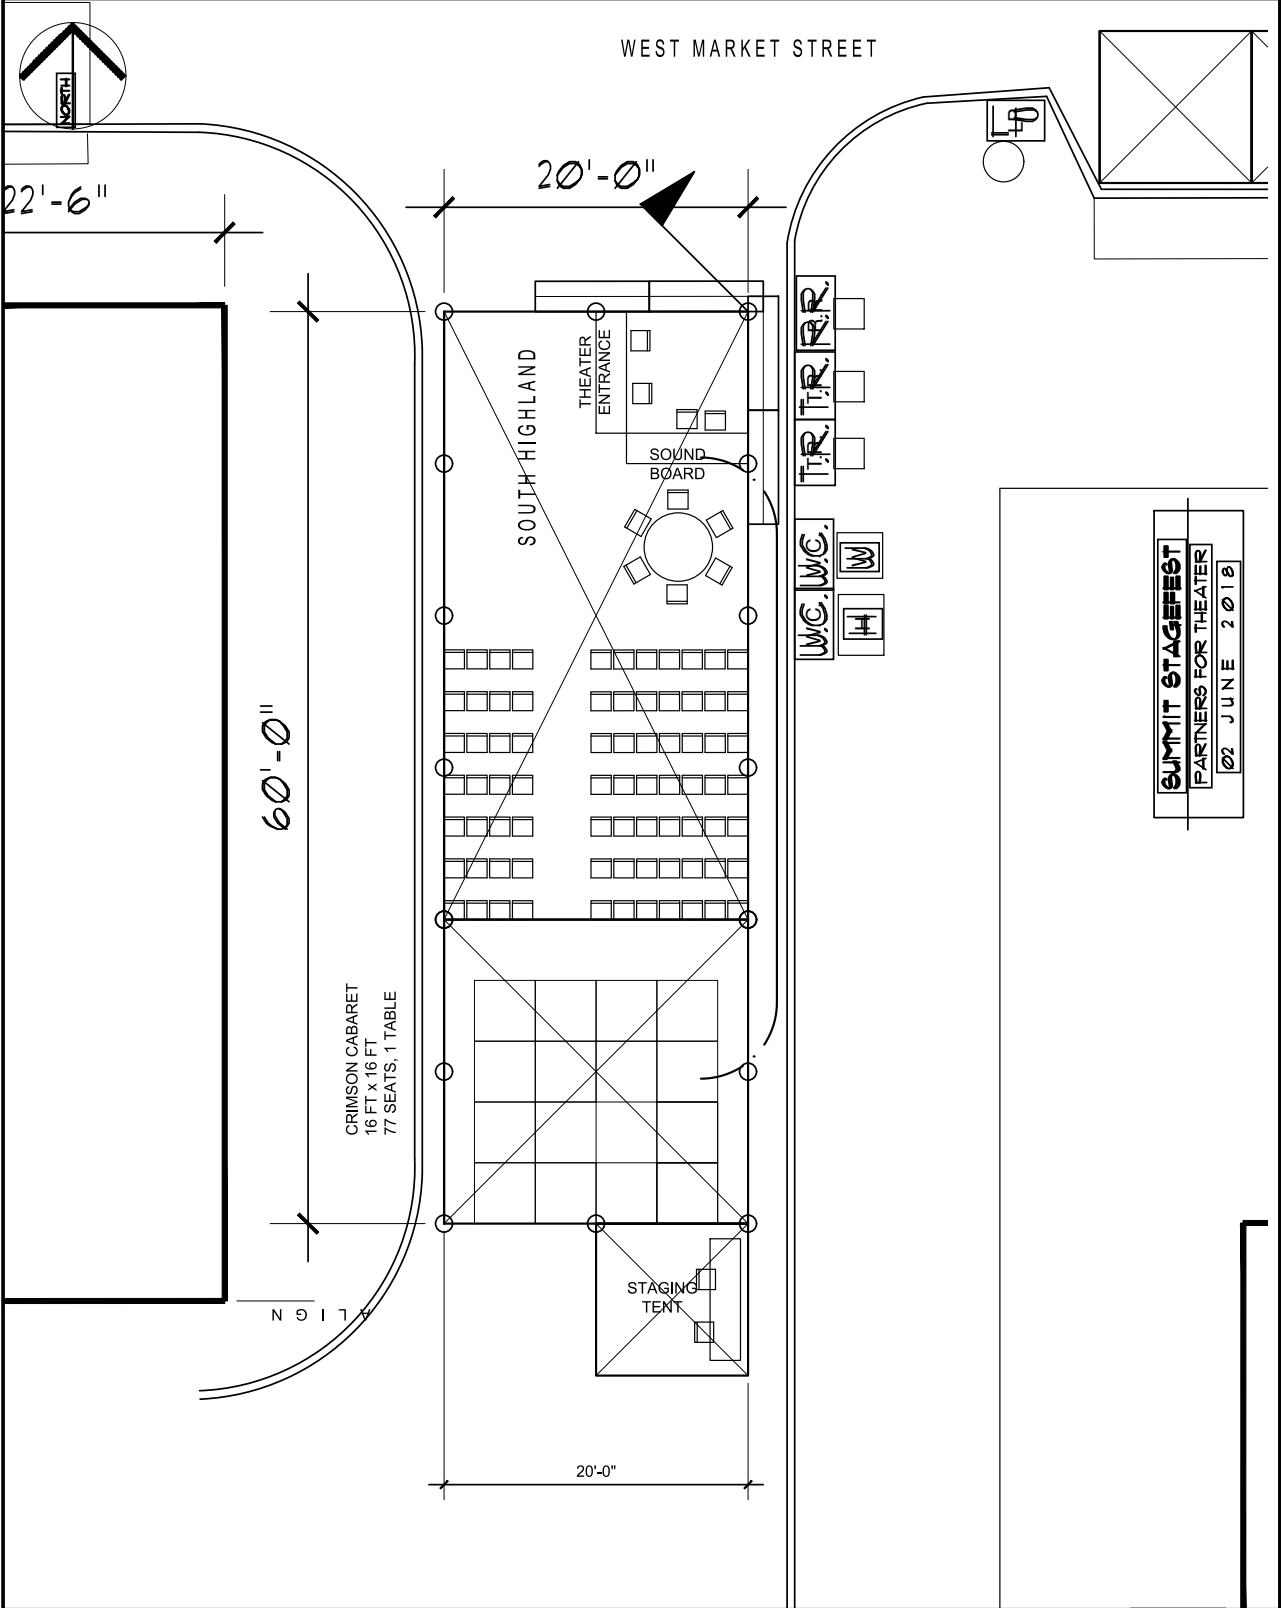 WEST MARKET STREET
NORTH
22'-6"
20'-0"
THEATER
ENTRANCE
SOUTH HIGHLAND
SOUND
BOARD
T.R.
T.R.
W.C.
W
W.C.
H
SUMMIT STAGEFEST
PARTNERS FOR THEATER
02 JUNE 2018
60'-0"
CRIMSON CABARET
16 FT x 16 FT
77 SEATS, 1 TABLE
STAGING
TENT
ALIGN
20'-0"